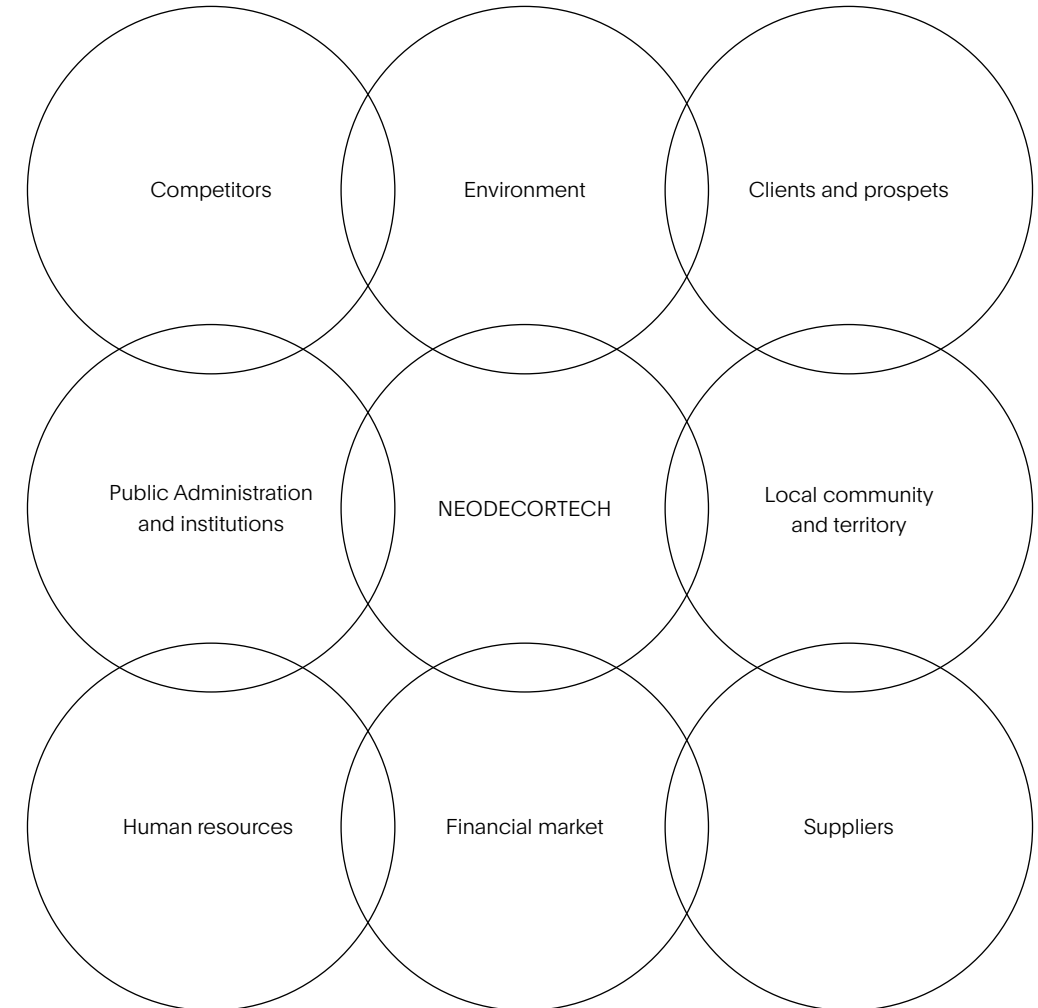 Competitors
Environment
Clients and prospets
Public Administration
and institutions
NEODECORTECH
Local community
and territory
Human resources
Financial market
Suppliers